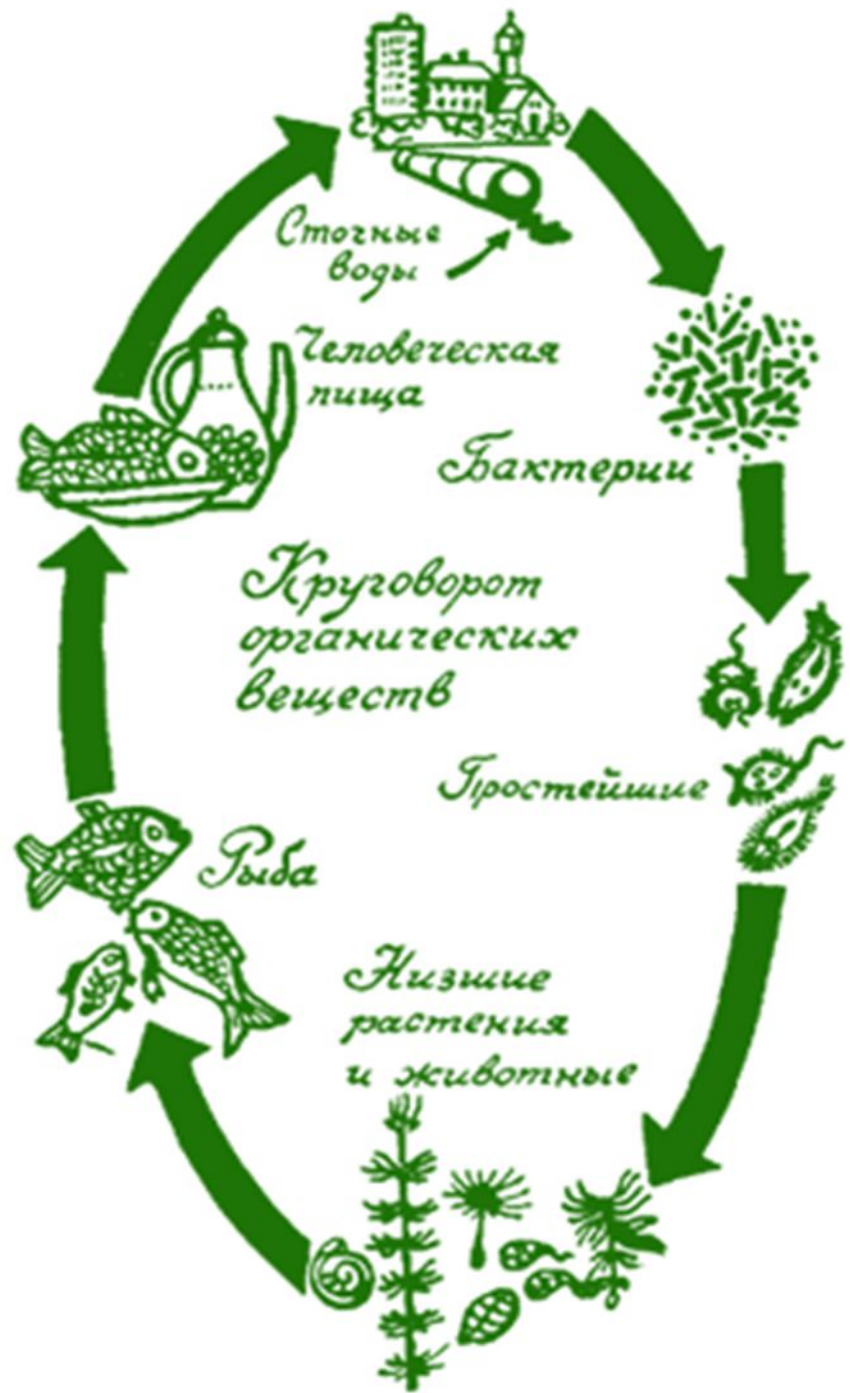 Сточные
воды
Человеческая
пища
Бактерии
Круговорот
органических
веществ
Простейшие
Рыба
Низшие
растения
и животные